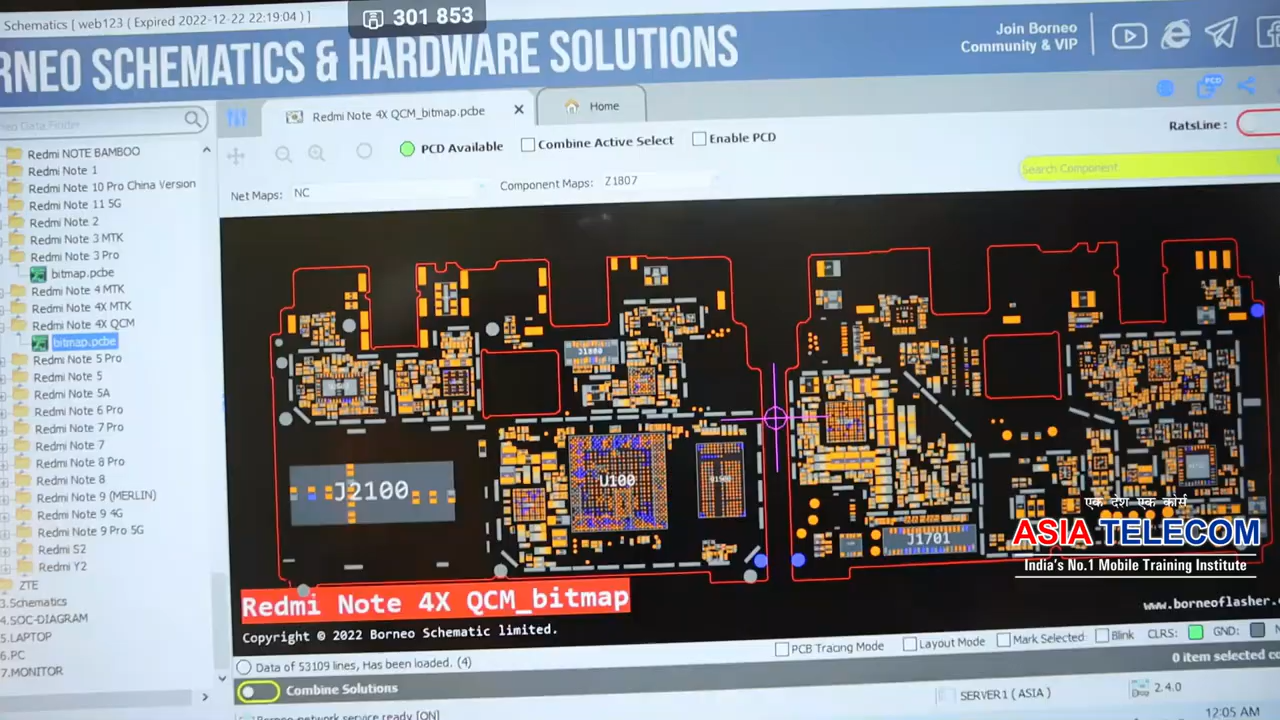 Schematics [ web123 ( Expired 2022-12-22 22:19:04 ) ]
301 853
RNEO SCHEMATICS & HARDWARE SOLUTIONS
Join Borneo
Community & VIP
Redmi Note 4X QCM_bitmap.pcbe
Home
PCD
RatsLine :
PCD Available
Combine Active Select
Enable PCD
Search Component
Net Maps: NC
Component Maps: Z1807
Redmi NOTE BAMBOO
Redmi Note 1
Redmi Note 10 Pro China Version
Redmi Note 11 5G
Redmi Note 2
Redmi Note 3 MTK
Redmi Note 3 Pro
bitmap.pcbe
Redmi Note 4 MTK
Redmi Note 4X MTK
Redmi Note 4X QCM
bitmap.pcbe
Redmi Note 5 Pro
Redmi Note 5
Redmi Note 5A
Redmi Note 6 Pro
Redmi Note 7 Pro
Redmi Note 7
Redmi Note 8 Pro
Redmi Note 8
Redmi Note 9 (MERLIN)
Redmi Note 9 4G
Redmi Note 9 Pro 5G
Redmi S2
Redmi Y2
ZTE
3.Schematics
4.SOC-DIAGRAM
5.LAPTOP
6.PC
7.MONITOR
J2100
U100
J1701
एक देश एक कोर्स
ASIA TELECOM
India's No.1 Mobile Training Institute
Redmi Note 4X QCM_bitmap
Copyright © 2022 Borneo Schematic limited.
www.borneoflasher.c
Data of 53109 lines, Has been loaded. (4)
PCB Tracing Mode
Layout Mode
Mark Selected:
Blink
CLRS:
GND:
0 item selected co
Combine Solutions
SERVER1 ( ASIA )
2.4.0
Borneo network service ready [ON]
12:05 AM